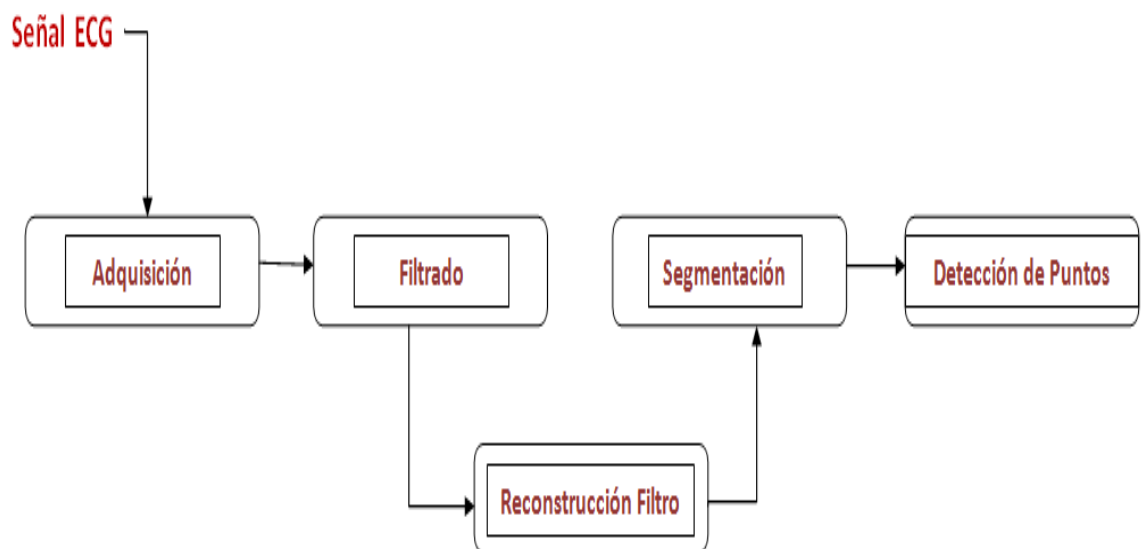 Señal ECG
Adquisición
Filtrado
Reconstrucción Filtro
Segmentación
Detección de Puntos